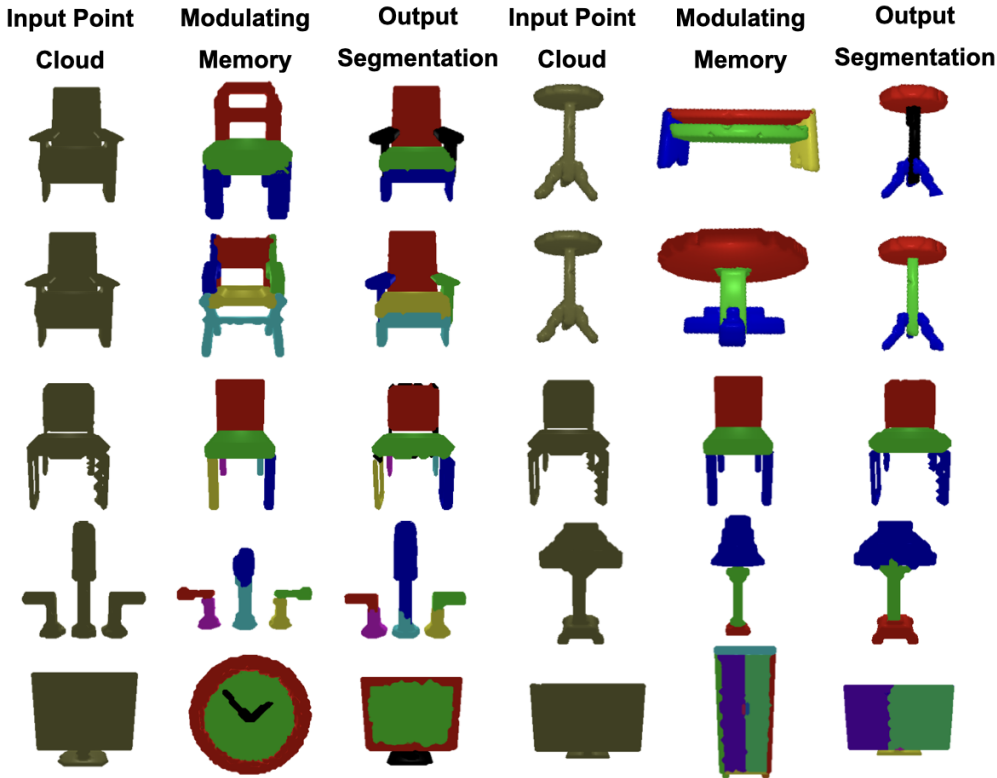 Input Point Modulating Output Input Point Modulating Output
Cloud Memory Segmentation Cloud Memory Segmentation